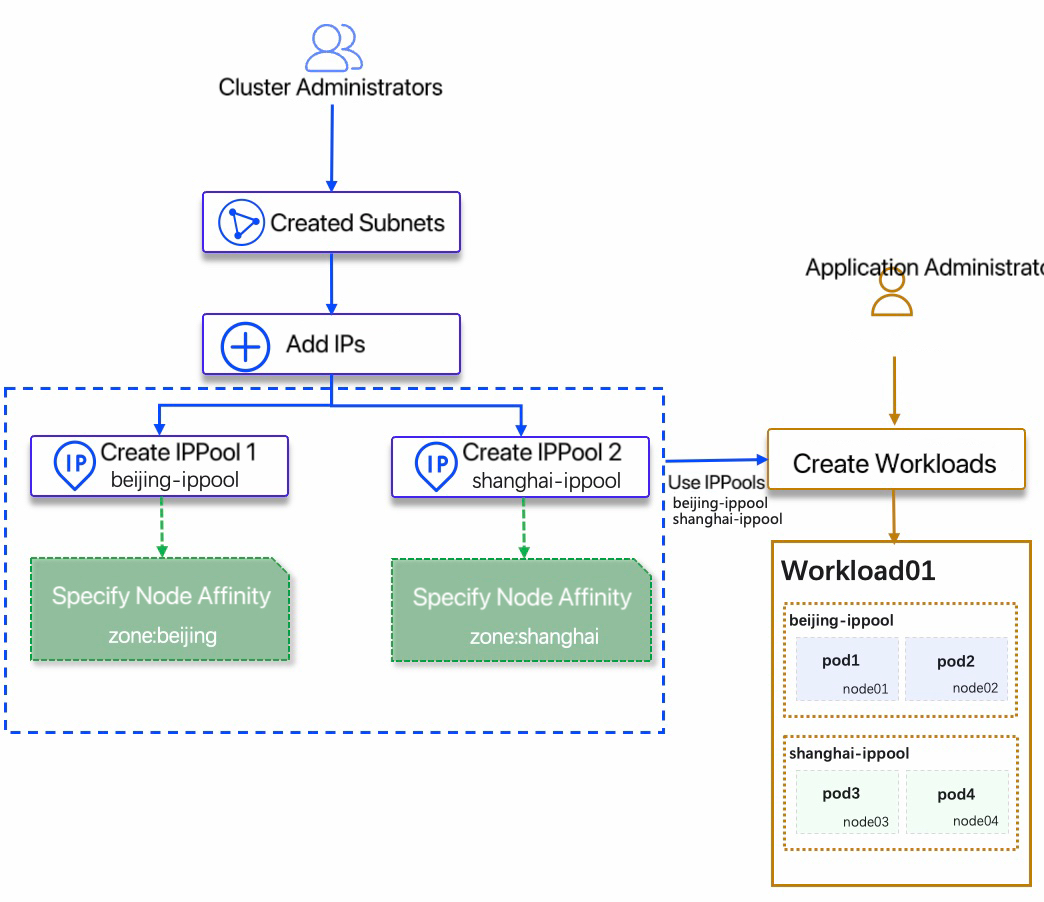 Cluster Administrators
Created Subnets
Add IPs
IP
Create IPPool 1
beijing-ippool
IP
Create IPPool 2
shanghai-ippool
Specify Node Affinity
zone:beijing
Specify Node Affinity
zone:shanghai
Use IPPools
beijing-ippool
shanghai-ippool
Application Administrato
Create Workloads
Workload01
beijing-ippool
pod1
node01
pod2
node02
shanghai-ippool
pod3
node03
pod4
node04